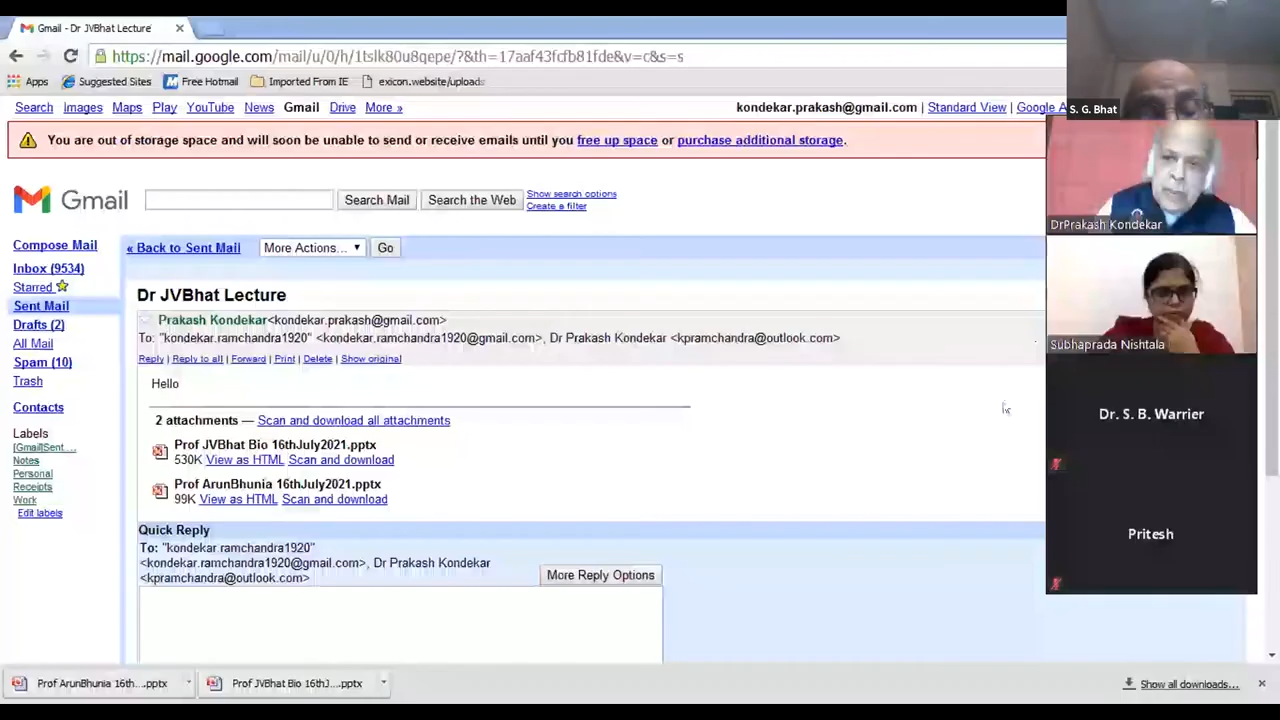 Gmail - Dr JVBhat Lecture
https://mail.google.com/mail/u/0/h/1tslk80u8qepe/?&th=17aaf43fcfb81fde&v=c&s=s
Apps Suggested Sites Free Hotmail Imported From IE exicon.website/uploads
Search Images Maps Play YouTube News Gmail Drive More »
kondekar.prakash@gmail.com | Standard View | Google
You are out of storage space and will soon be unable to send or receive emails until you free up space or purchase additional storage.
Gmail
Search Mail Search the Web
Show search options
Create a filter
Compose Mail
Inbox (9534)
Starred
Sent Mail
Drafts (2)
All Mail
Spam (10)
Trash
Contacts
Labels
[Gmail]Sent ...
Notes
Personal
Receipts
Work
Edit labels
« Back to Sent Mail More Actions... Go
Dr JVBhat Lecture
Prakash Kondekar<kondekar.prakash@gmail.com>
To: "kondekar.ramchandra1920" <kondekar.ramchandra1920@gmail.com>, Dr Prakash Kondekar <kpramchandra@outlook.com>
Reply | Reply to all | Forward | Print | Delete | Show original
Hello
2 attachments — Scan and download all attachments
Prof JVBhat Bio 16thJuly2021.pptx
530K View as HTML Scan and download
Prof ArunBhunia 16thJuly2021.pptx
99K View as HTML Scan and download
Quick Reply
To: "kondekar.ramchandra1920"
<kondekar.ramchandra1920@gmail.com>, Dr Prakash Kondekar
<kpramchandra@outlook.com>
More Reply Options
S. G. Bhat
DrPrakash Kondekar
Subhaprada Nishtala
Dr. S. B. Warrier
Pritesh
Prof ArunBhunia 16th....pptx
Prof JVBhat Bio 16thJ....pptx
Show all downloads...